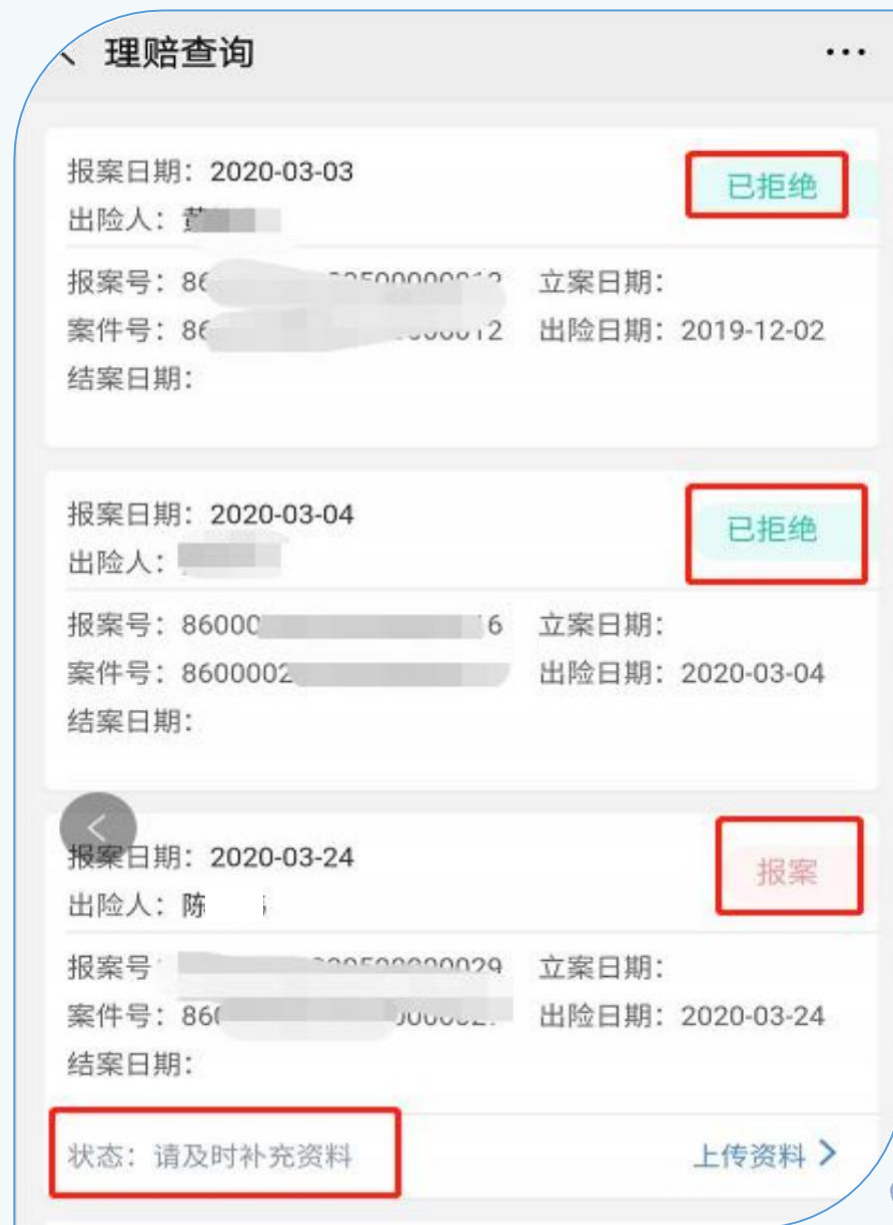 理赔查询
报案日期：2020-03-03
已拒绝
出险人：
报案号：86
立案日期：
案件号：86
出险日期：2019-12-02
结案日期：
报案日期：2020-03-04
已拒绝
出险人：
报案号：86000 6
立案日期：
案件号：8600002
出险日期：2020-03-04
结案日期：
报案日期：2020-03-24
报案
出险人：陈
报案号
立案日期：
案件号：86
出险日期：2020-03-24
结案日期：
状态：请及时补充资料
上传资料